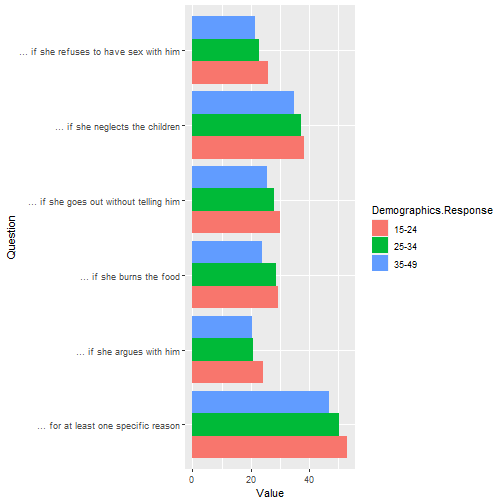 ... if she refuses to have sex with him
... if she neglects the children
... if she goes out without telling him
... if she burns the food
... if she argues with him
... for at least one specific reason
Question
0 20 40
Value
Demographics.Response
15-24
25-34
35-49